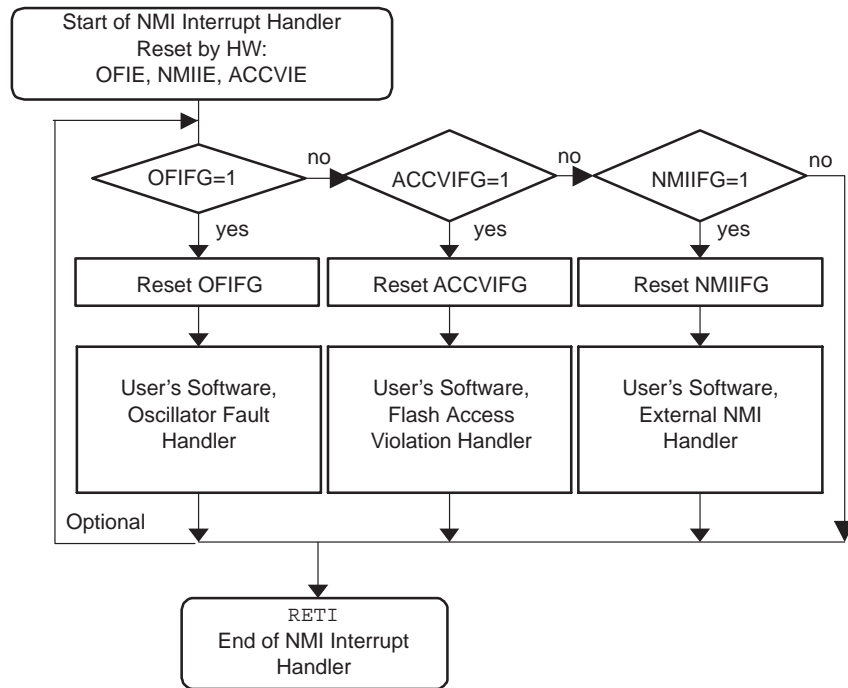 Start of NMI Interrupt Handler
Reset by HW:
OFIE, NMIIE, ACCVIE
OFIFG=1
no
ACCVIFG=1
no
NMIIFG=1
no
yes
yes
yes
Reset OFIFG
Reset ACCVIFG
Reset NMIIFG
User's Software,
Oscillator Fault
Handler
User's Software,
Flash Access
Violation Handler
User's Software,
External NMI
Handler
Optional
RETI
End of NMI Interrupt
Handler